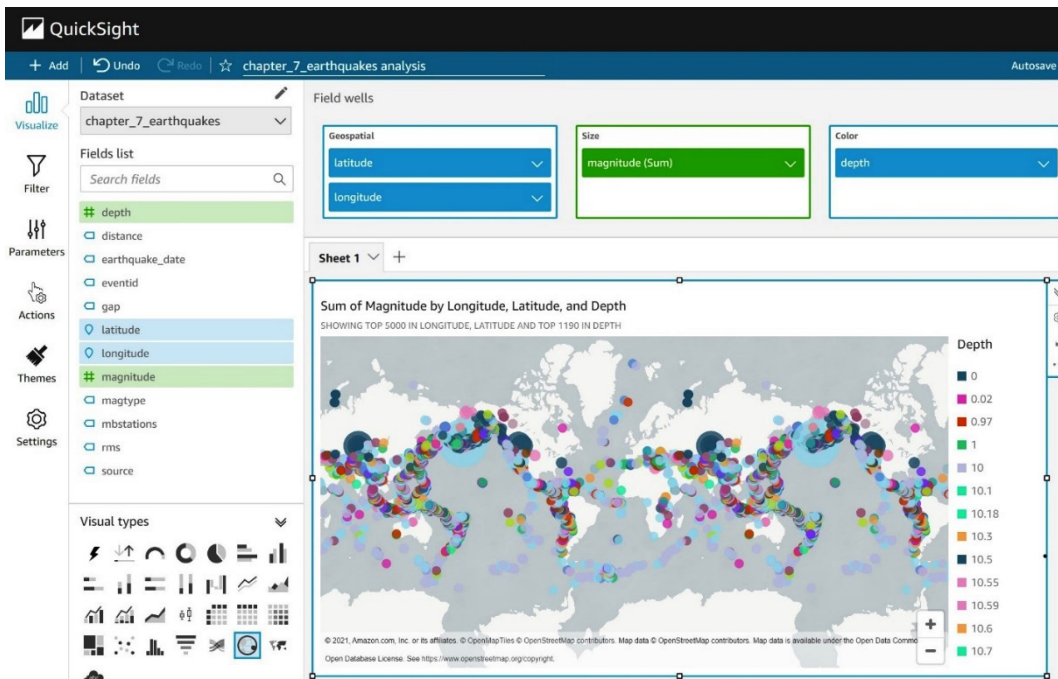 QuickSight
+ Add Undo Redo chapter_7_earthquakes analysis Autosave
Visualize
Filter
Parameters
Actions
Themes
Settings
Dataset
chapter_7_earthquakes
Fields list
Search fields
# depth
distance
earthquake_date
eventid
gap
latitude
longitude
# magnitude
magtype
mbstations
rms
source
Visual types
Field wells
Geospatial
latitude
longitude
Size
magnitude (Sum)
Color
depth
Sheet 1 +
Sum of Magnitude by Longitude, Latitude, and Depth
SHOWING TOP 5000 IN LONGITUDE, LATITUDE AND TOP 1190 IN DEPTH
Depth
0
0.02
0.97
1
10
10.1
10.18
10.3
10.5
10.55
10.59
10.6
10.7
+
−
© 2021, Amazon.com, Inc. or its affiliates. © OpenMapTiles © OpenStreetMap contributors. Map data © OpenStreetMap contributors. Map data is available under the Open Data Commo
Open Database License. See https://www.openstreetmap.org/copyright.